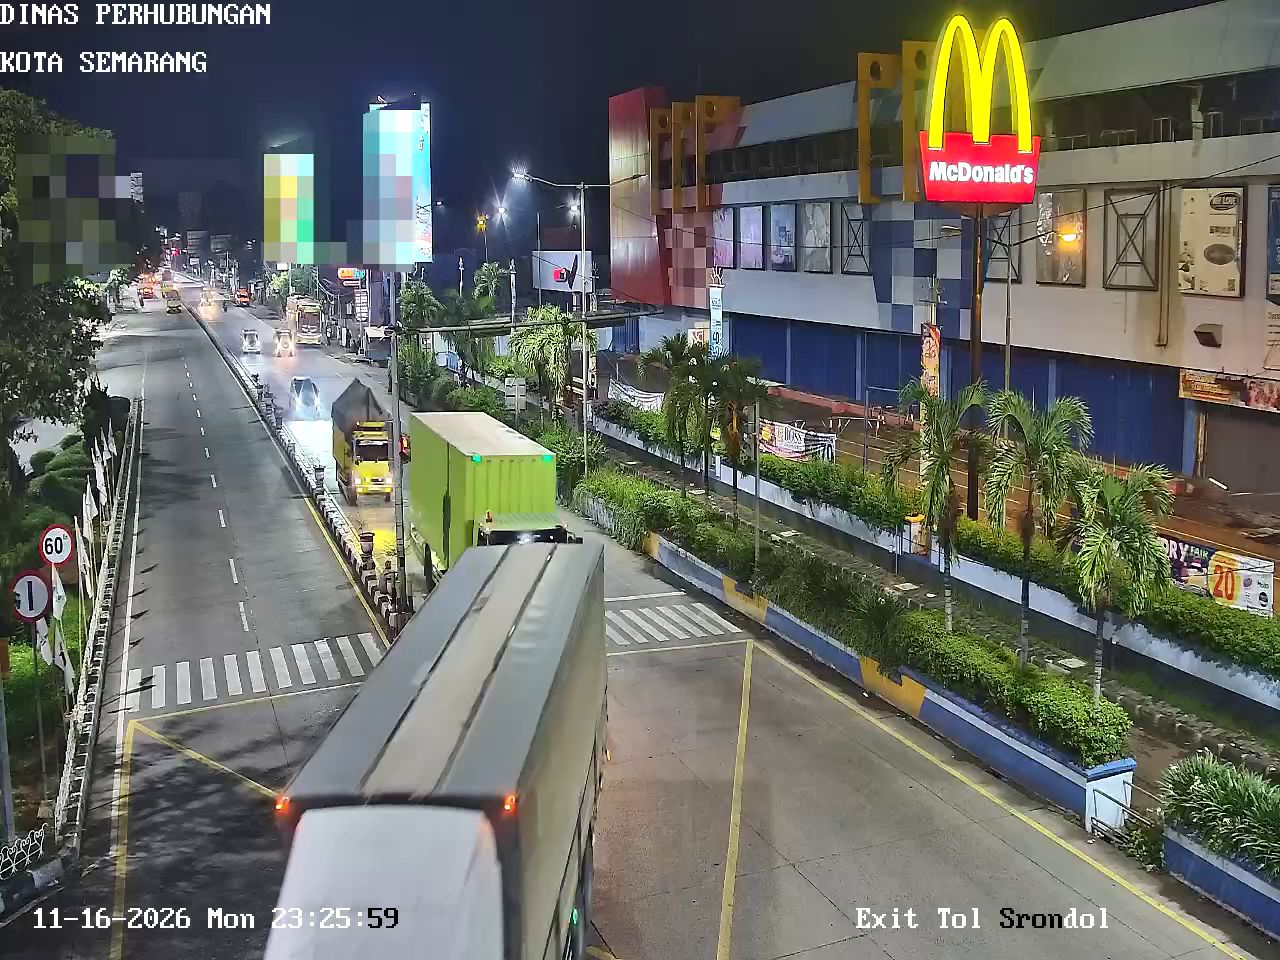 DINAS PERHUBUNGAN
KOTA SEMARANG
McDonald's
60
20
11-16-2026 Mon 23:25:59
Exit Tol Srondol